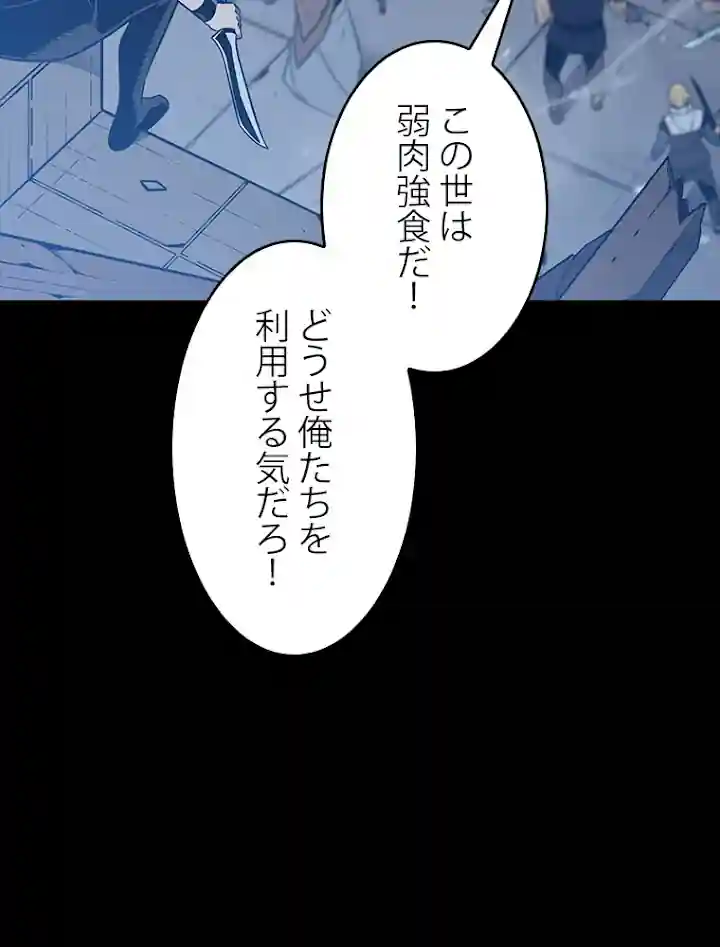 この世は
弱肉強食だ！
どうせ俺たちを
利用する気だろ！